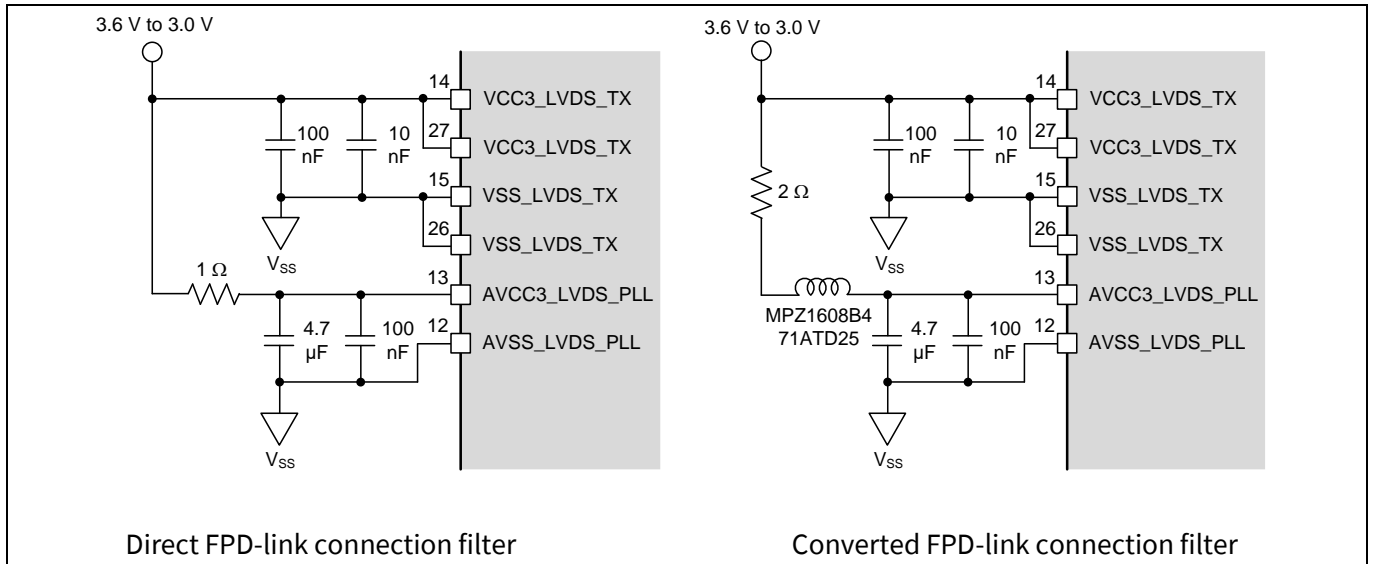 3.6 V to 3.0 V
14
VCC3_LVDS_TX
100
nF
10
nF
27
VCC3_LVDS_TX
15
VSS_LVDS_TX
26
VSS_LVDS_TX
VSS
1 Ω
13
AVCC3_LVDS_PLL
4.7
µF
100
nF
12
AVSS_LVDS_PLL
VSS
Direct FPD-link connection filter
3.6 V to 3.0 V
14
VCC3_LVDS_TX
100
nF
10
nF
27
VCC3_LVDS_TX
2 Ω
15
VSS_LVDS_TX
26
VSS_LVDS_TX
VSS
13
AVCC3_LVDS_PLL
MPZ1608B4
71ATD25
4.7
µF
100
nF
12
AVSS_LVDS_PLL
VSS
Converted FPD-link connection filter